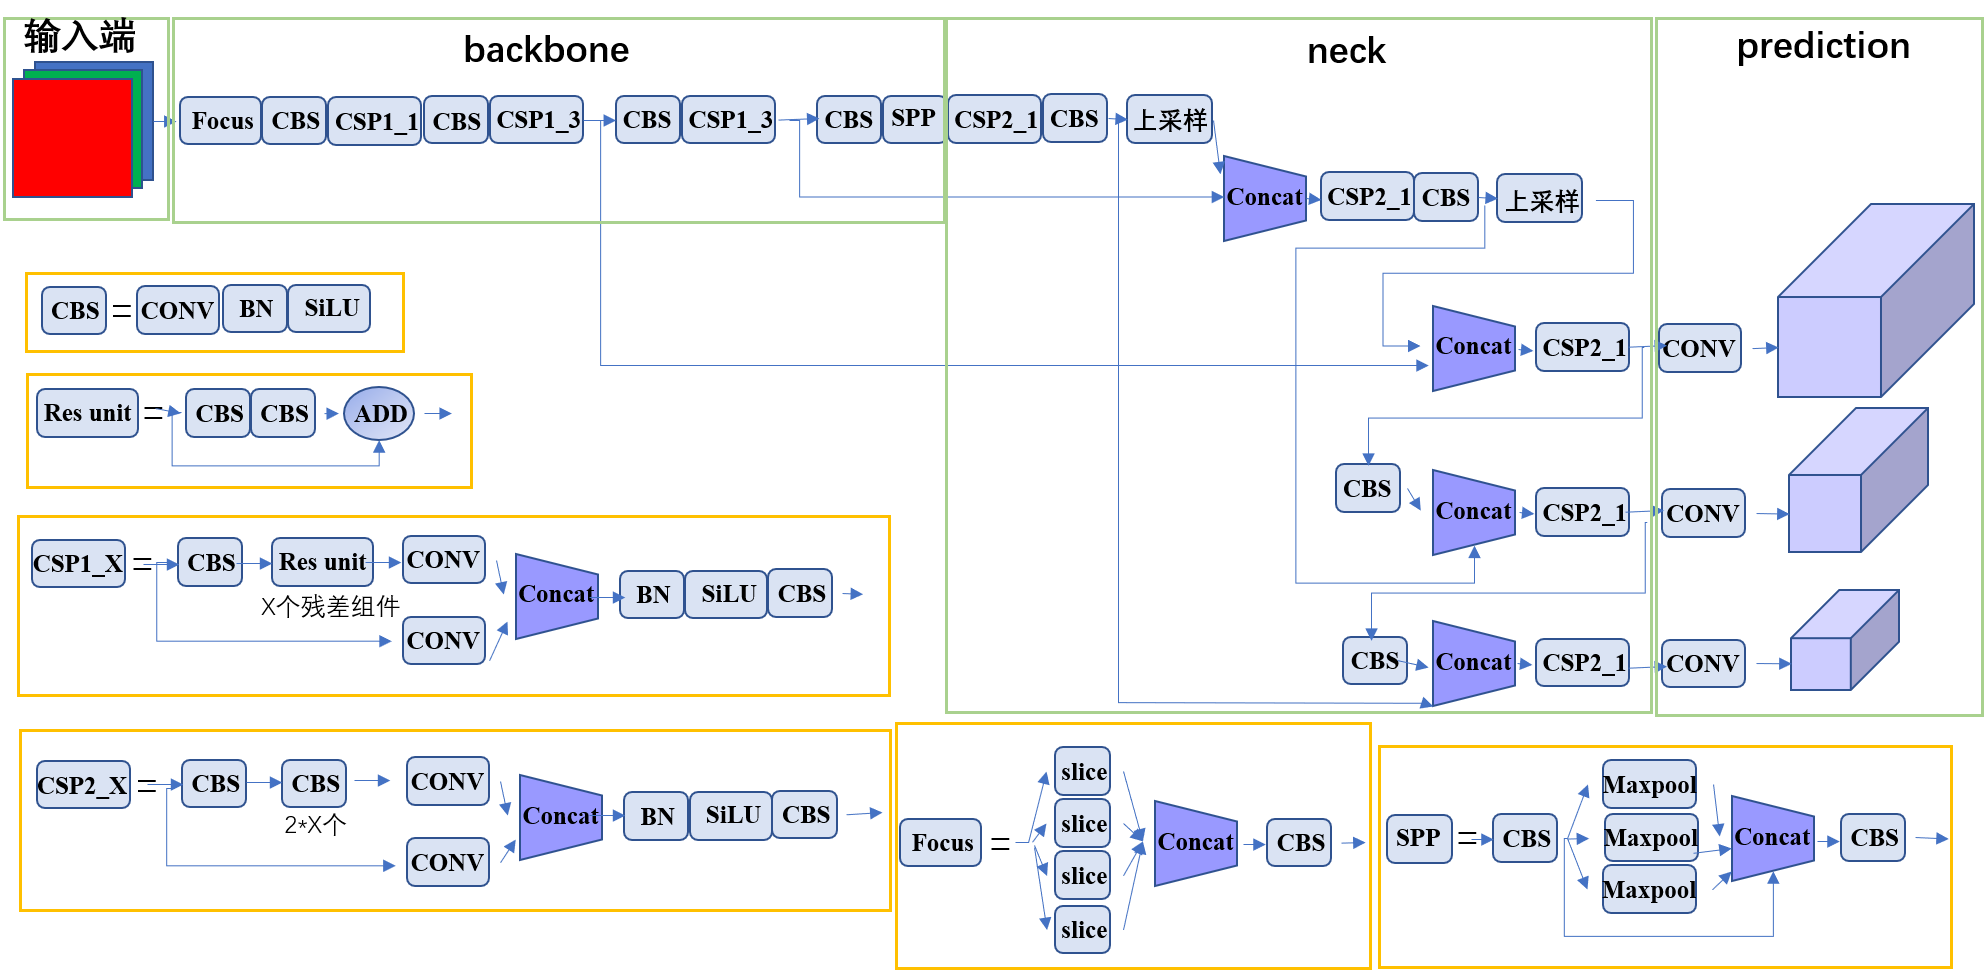 输入端
backbone
neck
prediction
Focus
CBS
CSP1_1
CBS
CSP1_3
CBS
CSP1_3
CBS
SPP
CSP2_1
CBS
上采样
Concat
CSP2_1
CBS
上采样
Concat
CSP2_1
CONV
CBS
Concat
CSP2_1
CONV
CBS
Concat
CSP2_1
CONV
CBS = CONV BN SiLU
Res unit = CBS CBS ADD
CSP1_X = CBS Res unit CONV
X个残差组件
CONV
Concat
BN
SiLU
CBS
CSP2_X = CBS CBS CONV
2*X个
CONV
Concat
BN
SiLU
CBS
Focus =
slice
slice
slice
slice
Concat
CBS
SPP = CBS
Maxpool
Maxpool
Maxpool
Concat
CBS